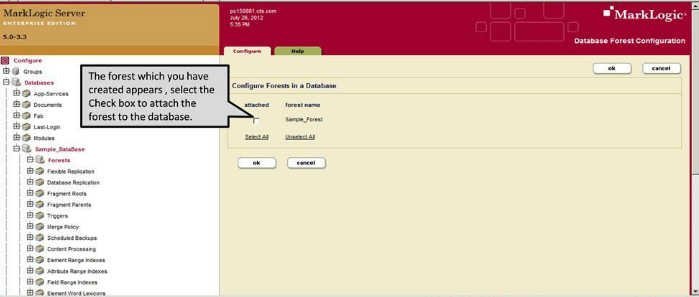 MarkLogic Server
ENTERPRISE EDITION
5.0-3.3
pc150681.cts.com
July 26, 2012
5:35 PM
MarkLogic
Database Forest Configuration
Configure
Help
Configure
Groups
Databases
App-Services
Documents
Fab
Last-Login
Modules
Sample_DataBase
Forests
Flexible Replication
Database Replication
Fragment Roots
Fragment Parents
Triggers
Merge Policy
Scheduled Backups
Content Processing
Element Range Indexes
Attribute Range Indexes
Field Range Indexes
Element Word Lexicons
The forest which you have
created appears , select the
Check box to attach the
forest to the database.
ok cancel
Configure Forests in a Database
attached forest name
Sample_Forest
Select All Unselect All
ok cancel